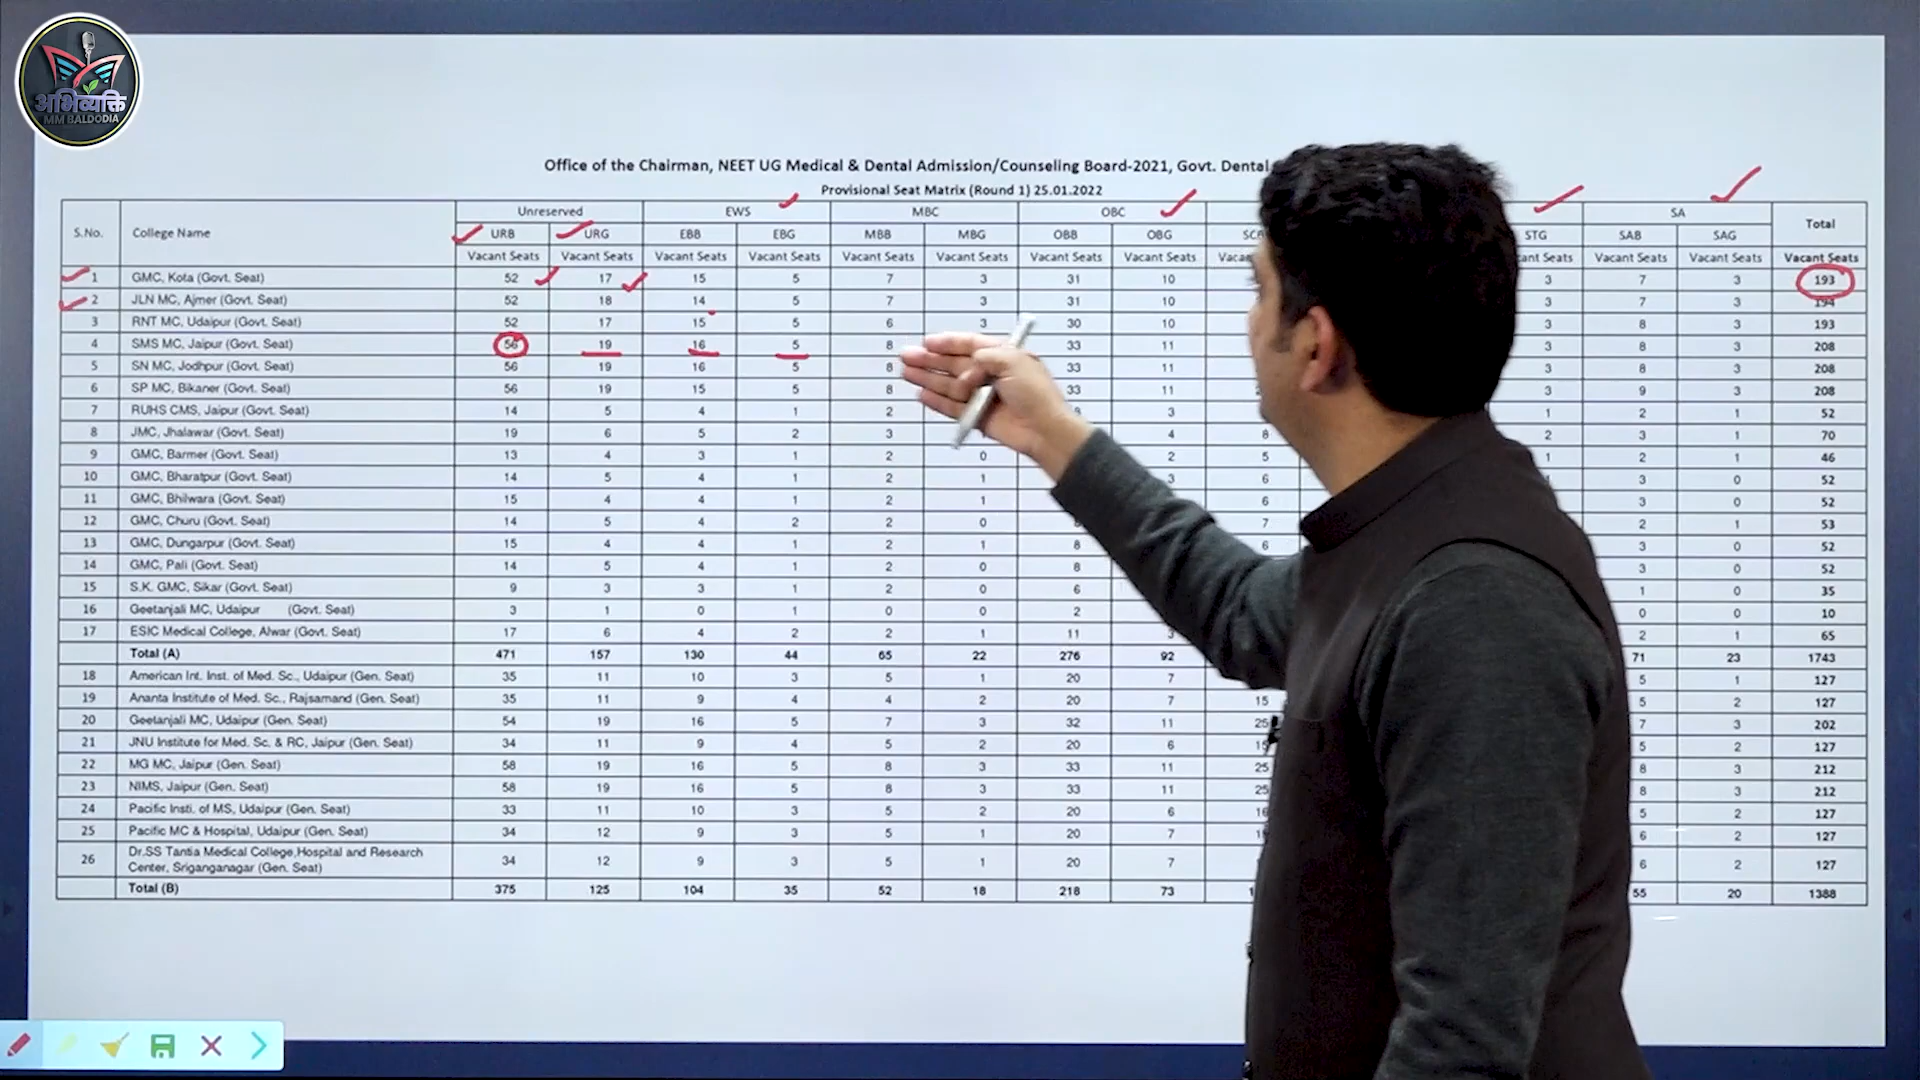 अभिव्यक्ति
MM BALDODIA
Office of the Chairman, NEET UG Medical & Dental Admission/Counseling Board-2021, Govt. Dental
Provisional Seat Matrix (Round 1) 25.01.2022
S.No. College Name Unreserved EWS MBC OBC SA Total
URB URG EBB EBG MBB MBG OBB OBG STG SAB SAG
Vacant Seats Vacant Seats Vacant Seats Vacant Seats Vacant Seats Vacant Seats Vacant Seats Vacant Seats Seats Vacant Seats Vacant Seats Vacant Seats
1 GMC, Kota (Govt. Seat) 52 17 15 5 7 3 31 10 3 7 3 193
2 JLN MC, Ajmer (Govt. Seat) 52 18 14 5 7 3 31 10 3 7 3 194
3 RNT MC, Udaipur (Govt. Seat) 52 17 15 5 6 3 30 10 3 8 3 193
4 SMS MC, Jaipur (Govt. Seat) 56 19 16 5 8 33 11 3 8 3 208
5 SN MC, Jodhpur (Govt. Seat) 56 19 16 5 8 33 11 3 8 3 208
6 SP MC, Bikaner (Govt. Seat) 56 19 15 5 8 33 11 3 9 3 208
7 RUHS CMS, Jaipur (Govt. Seat) 14 5 4 1 2 3 1 2 1 52
8 JMC, Jhalawar (Govt. Seat) 19 6 5 2 3 4 8 2 3 1 70
9 GMC, Barmer (Govt. Seat) 13 4 3 1 2 0 2 5 1 2 1 46
10 GMC, Bharatpur (Govt. Seat) 14 5 4 1 2 1 3 6 3 0 52
11 GMC, Bhilwara (Govt. Seat) 15 4 4 1 2 1 6 3 0 52
12 GMC, Churu (Govt. Seat) 14 5 4 2 2 0 7 2 1 53
13 GMC, Dungarpur (Govt. Seat) 15 4 4 1 2 1 8 6 3 0 52
14 GMC, Pali (Govt. Seat) 14 5 4 1 2 0 8 3 0 52
15 S.K. GMC, Sikar (Govt. Seat) 9 3 3 1 2 0 6 1 0 35
16 Geetanjali MC, Udaipur (Govt. Seat) 3 1 0 1 0 0 2 0 0 10
17 ESIC Medical College, Alwar (Govt. Seat) 17 6 4 2 2 1 11 3 2 1 65
Total (A) 471 157 130 44 65 22 276 92 71 23 1743
18 American Int. Inst. of Med. Sc., Udaipur (Gen. Seat) 35 11 10 3 5 1 20 7 5 1 127
19 Ananta Institute of Med. Sc., Rajsamand (Gen. Seat) 35 11 9 4 4 2 20 7 15 5 2 127
20 Geetanjali MC, Udaipur (Gen. Seat) 54 19 16 5 7 3 32 11 25 7 3 202
21 JNU Institute for Med. Sc. & RC, Jaipur (Gen. Seat) 34 11 9 4 5 2 20 6 15 5 2 127
22 MG MC, Jaipur (Gen. Seat) 58 19 16 5 8 3 33 11 25 8 3 212
23 NIMS, Jaipur (Gen. Seat) 58 19 16 5 8 3 33 11 25 8 3 212
24 Pacific Insti. of MS, Udaipur (Gen. Seat) 33 11 10 3 5 2 20 6 16 5 2 127
25 Pacific MC & Hospital, Udaipur (Gen. Seat) 34 12 9 3 5 1 20 7 6 2 127
26 Dr.SS Tantia Medical College,Hospital and Research
Center, Sriganganagar (Gen. Seat) 34 12 9 3 5 1 20 7 6 2 127
Total (B) 375 125 104 35 52 18 218 73 55 20 1388